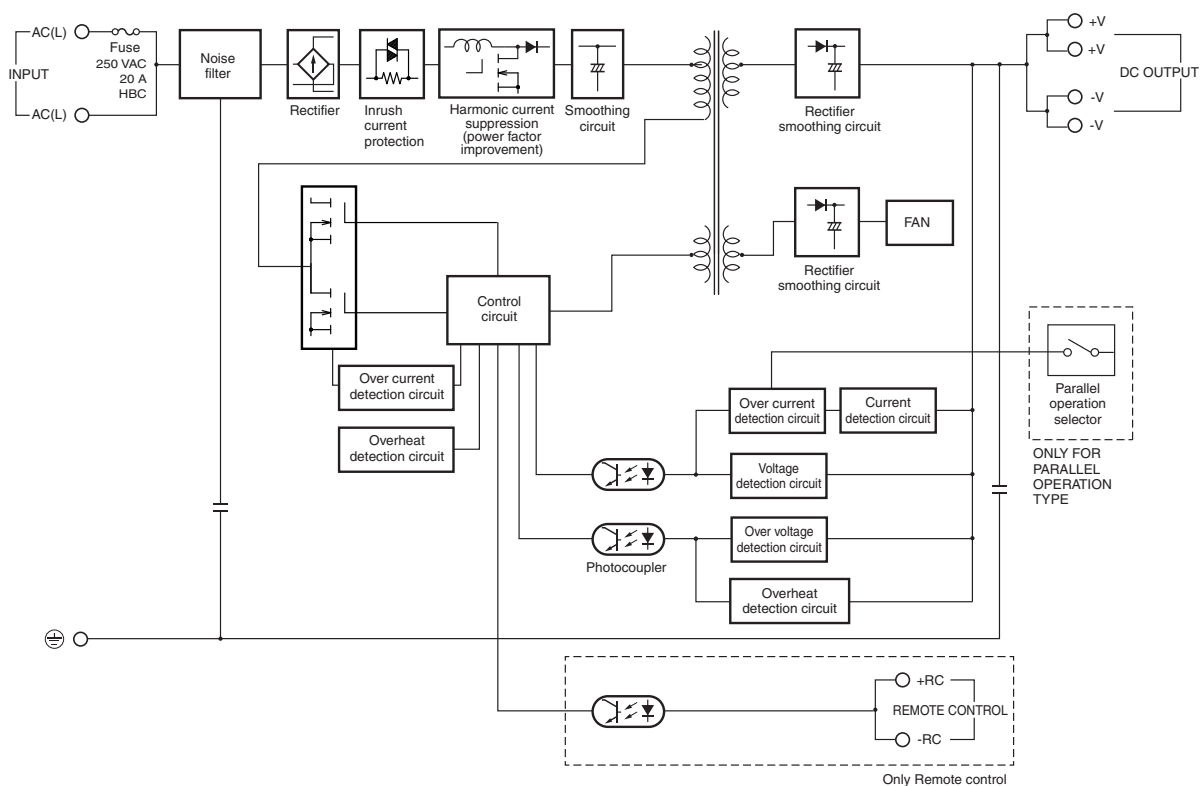 AC(L)
Fuse
250 VAC
20 A
HBC
INPUT
AC(L)
Noise
filter
Rectifier
Inrush
current
protection
Harmonic current
suppression
(power factor
improvement)
Smoothing
circuit
Rectifier
smoothing circuit
+V
+V
DC OUTPUT
-V
-V
Rectifier
smoothing circuit
FAN
Control
circuit
Over current
detection circuit
Overheat
detection circuit
Over current
detection circuit
Current
detection circuit
Parallel
operation
selector
ONLY FOR
PARALLEL
OPERATION
TYPE
Voltage
detection circuit
Over voltage
detection circuit
Photocoupler
Overheat
detection circuit
+RC
REMOTE CONTROL
-RC
Only Remote control